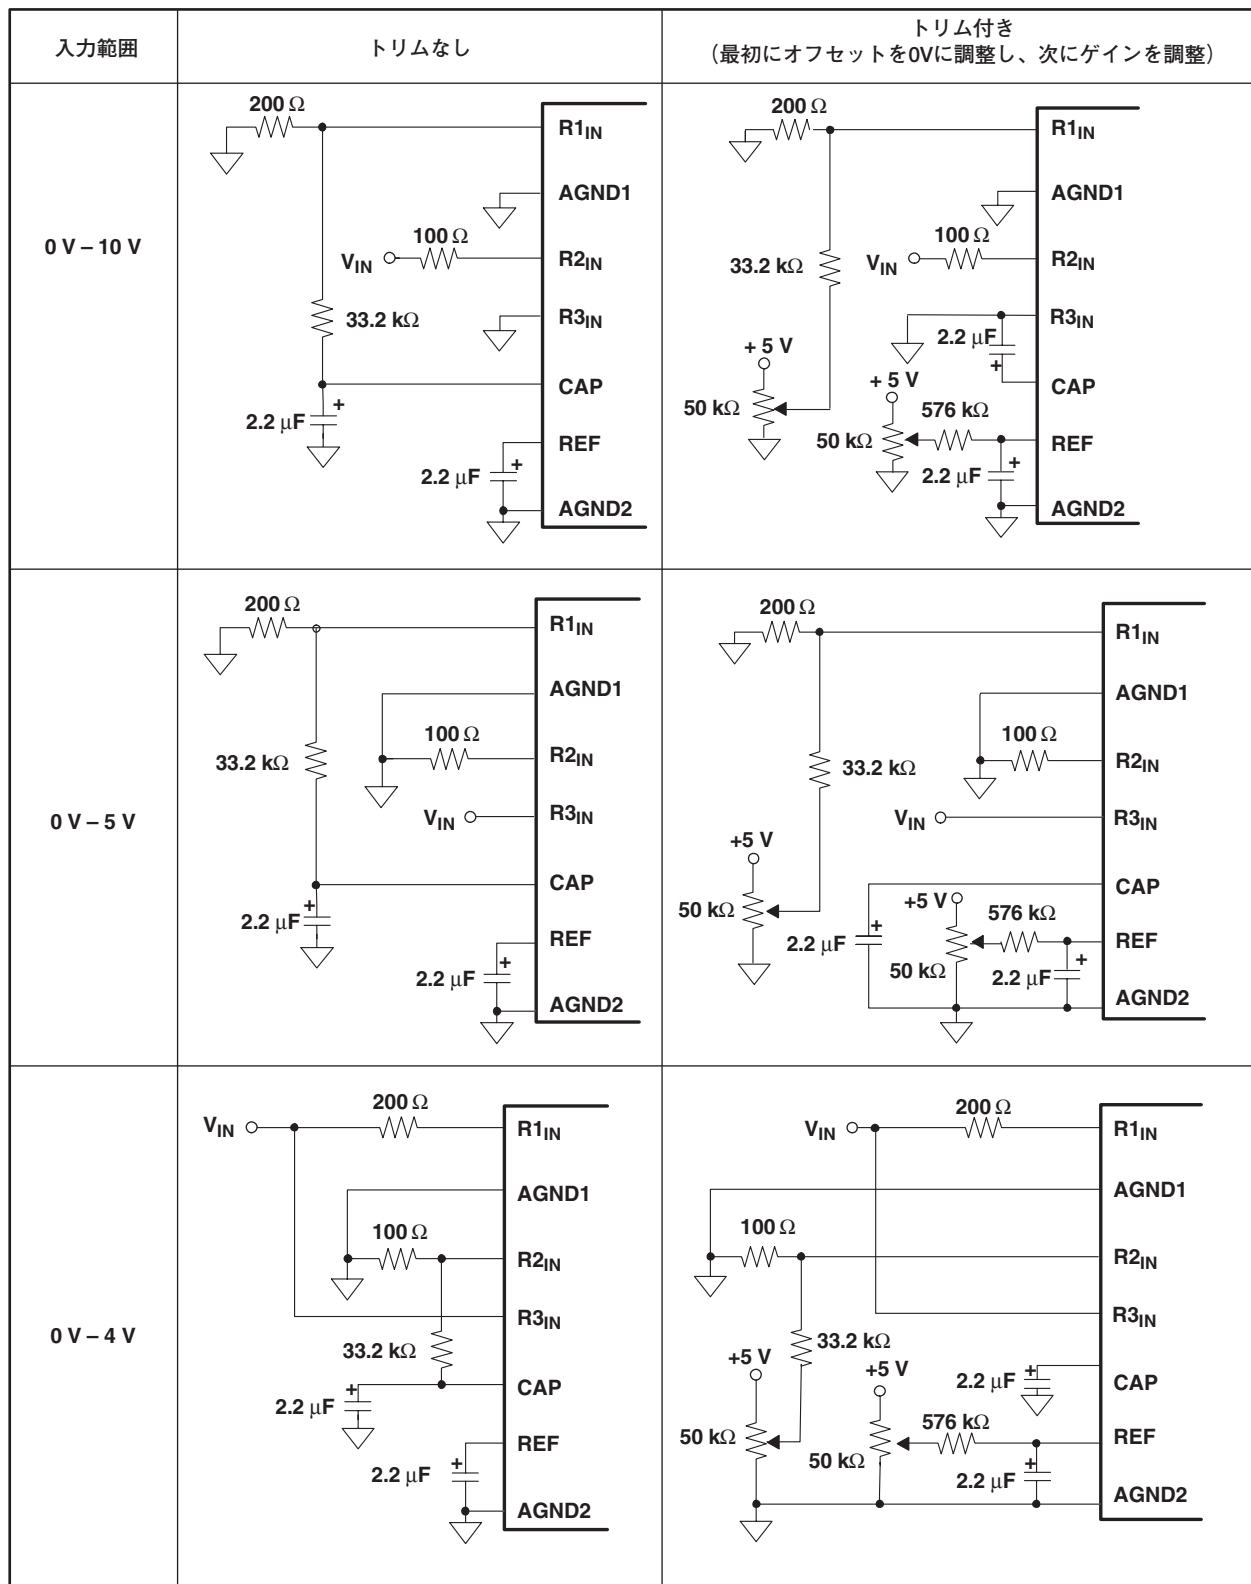 入力範囲
トリムなし
トリム付き
(最初にオフセットを0Vに調整し、次にゲインを調整)
0 V – 10 V
200 Ω
R1IN
AGND1
100 Ω
VIN
R2IN
33.2 kΩ
R3IN
CAP
2.2 μF
+
REF
2.2 μF
+
AGND2
200 Ω
R1IN
AGND1
100 Ω
33.2 kΩ
VIN
R2IN
R3IN
2.2 μF
+
+ 5 V
CAP
50 kΩ
+ 5 V
576 kΩ
50 kΩ
REF
2.2 μF
+
AGND2
0 V – 5 V
200 Ω
R1IN
AGND1
100 Ω
33.2 kΩ
R2IN
VIN
R3IN
CAP
2.2 μF
+
REF
2.2 μF
+
AGND2
200 Ω
R1IN
AGND1
100 Ω
33.2 kΩ
R2IN
VIN
R3IN
+5 V
CAP
50 kΩ
+5 V
576 kΩ
2.2 μF
+
REF
50 kΩ
2.2 μF
+
AGND2
0 V – 4 V
200 Ω
VIN
R1IN
AGND1
100 Ω
R2IN
R3IN
33.2 kΩ
CAP
2.2 μF
+
REF
2.2 μF
+
AGND2
200 Ω
VIN
R1IN
AGND1
100 Ω
R2IN
R3IN
33.2 kΩ
+5 V
+5 V
2.2 μF
+
CAP
576 kΩ
50 kΩ
50 kΩ
REF
2.2 μF
+
AGND2